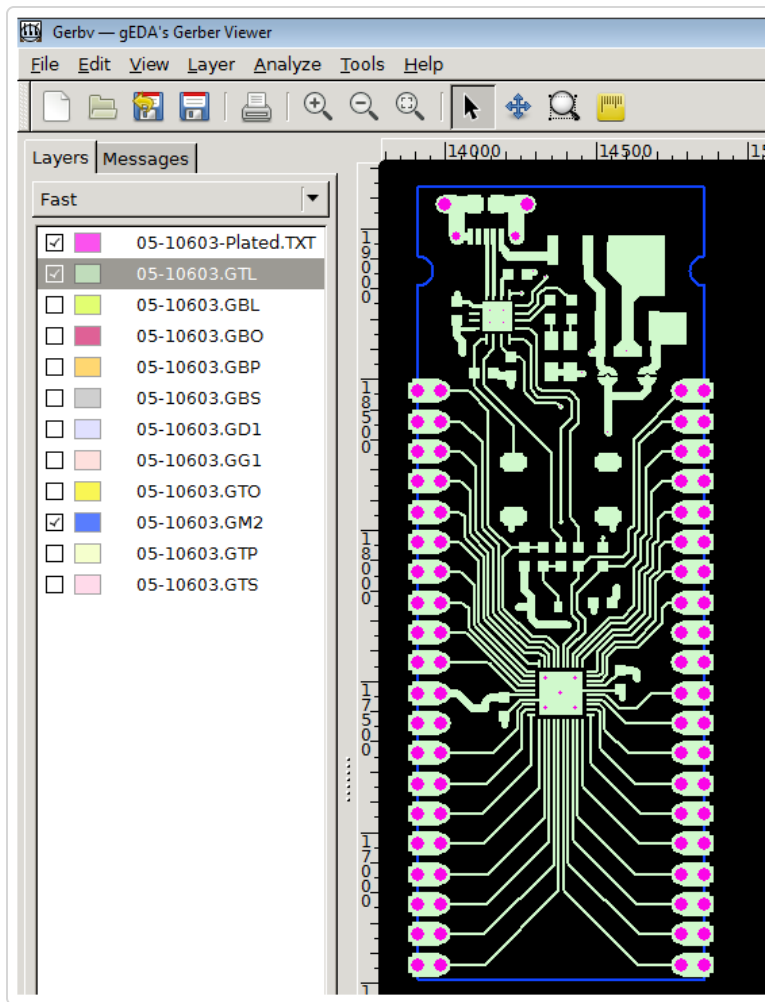 Gerbv — gEDA's Gerber Viewer
File Edit View Layer Analyze Tools Help
Layers Messages
Fast
05-10603-Plated.TXT
05-10603.GTL
05-10603.GBL
05-10603.GBO
05-10603.GBP
05-10603.GBS
05-10603.GD1
05-10603.GG1
05-10603.GTO
05-10603.GM2
05-10603.GTP
05-10603.GTS
14000 14500
19000
18500
18000
17500
17000